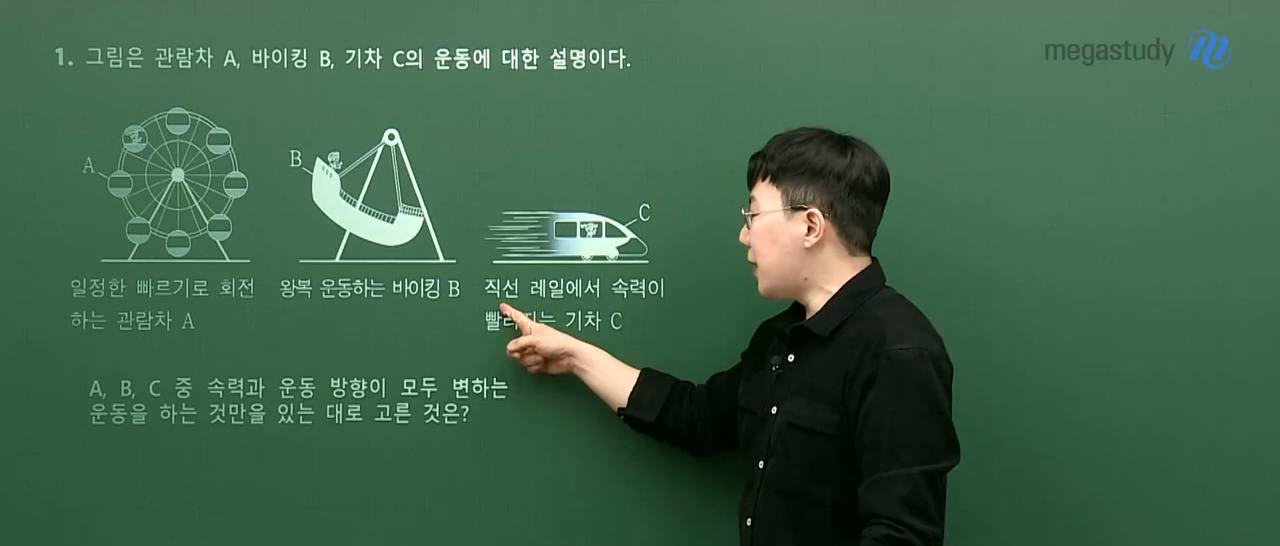 1. 그림은 관람차 A, 바이킹 B, 기차 C의 운동에 대한 설명이다.
megastudy
A
B
C
일정한 빠르기로 회전
하는 관람차 A
왕복 운동하는 바이킹 B
직선 레일에서 속력이
기차 C
A, B, C 중 속력과 운동 방향이 모두 변하는
운동을 하는 것만을 있는 대로 고른 것은?